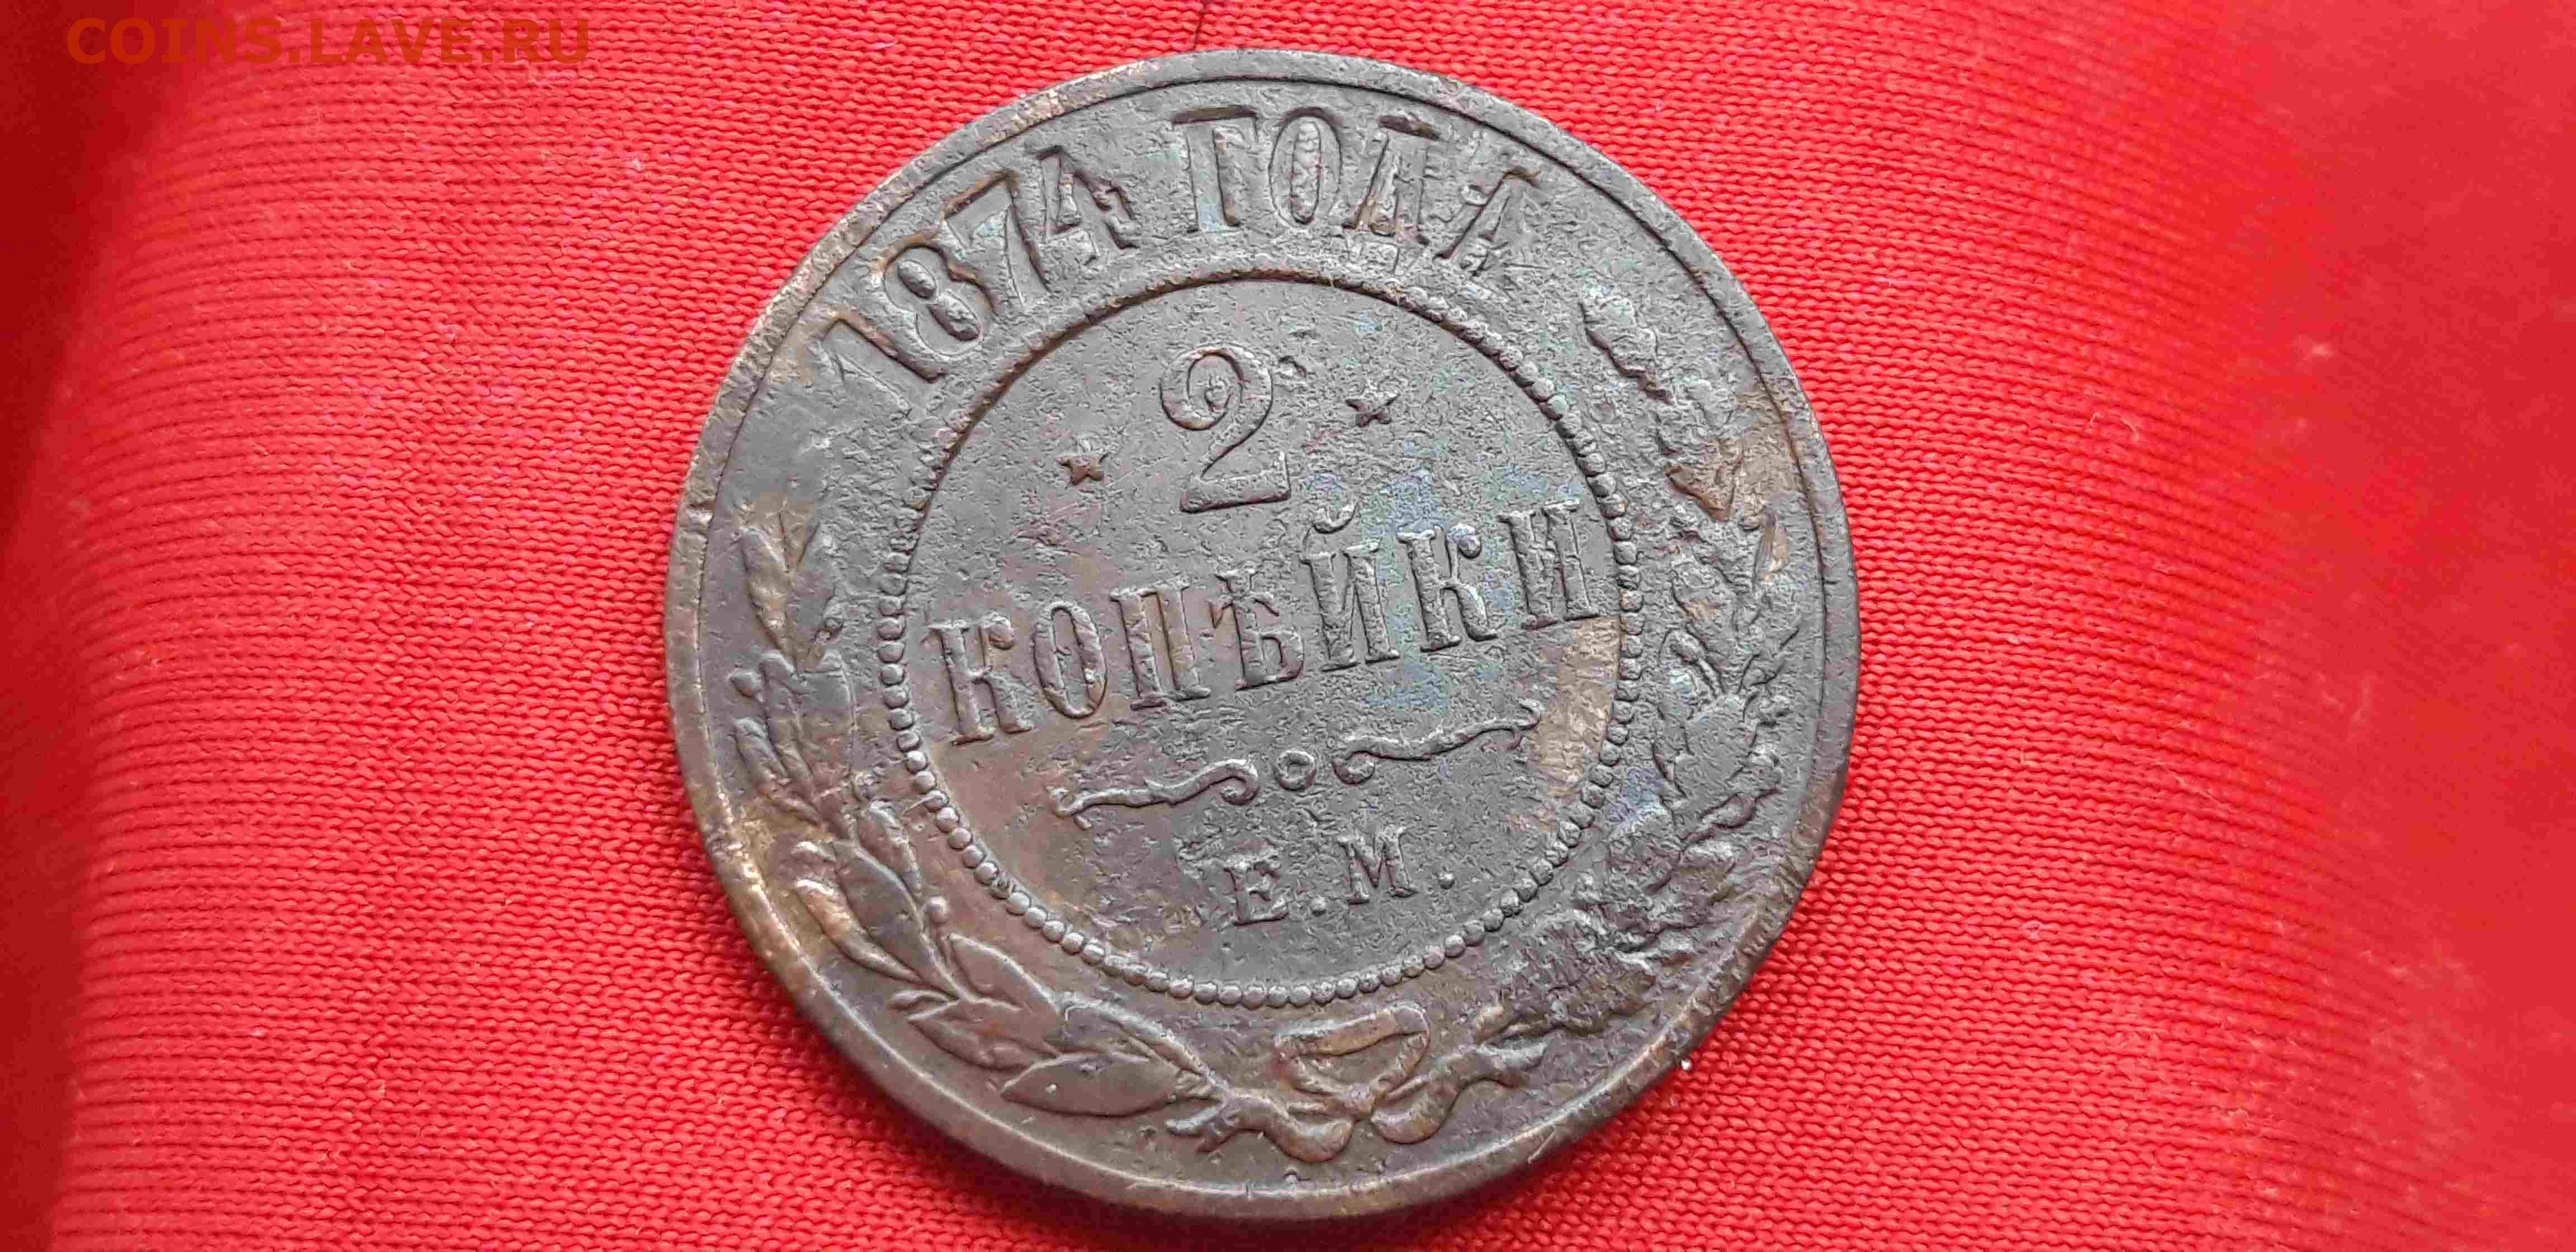 COINS.LAVE.RU
1874 ГОДА
2
КОПѢЙКИ
Е.М.